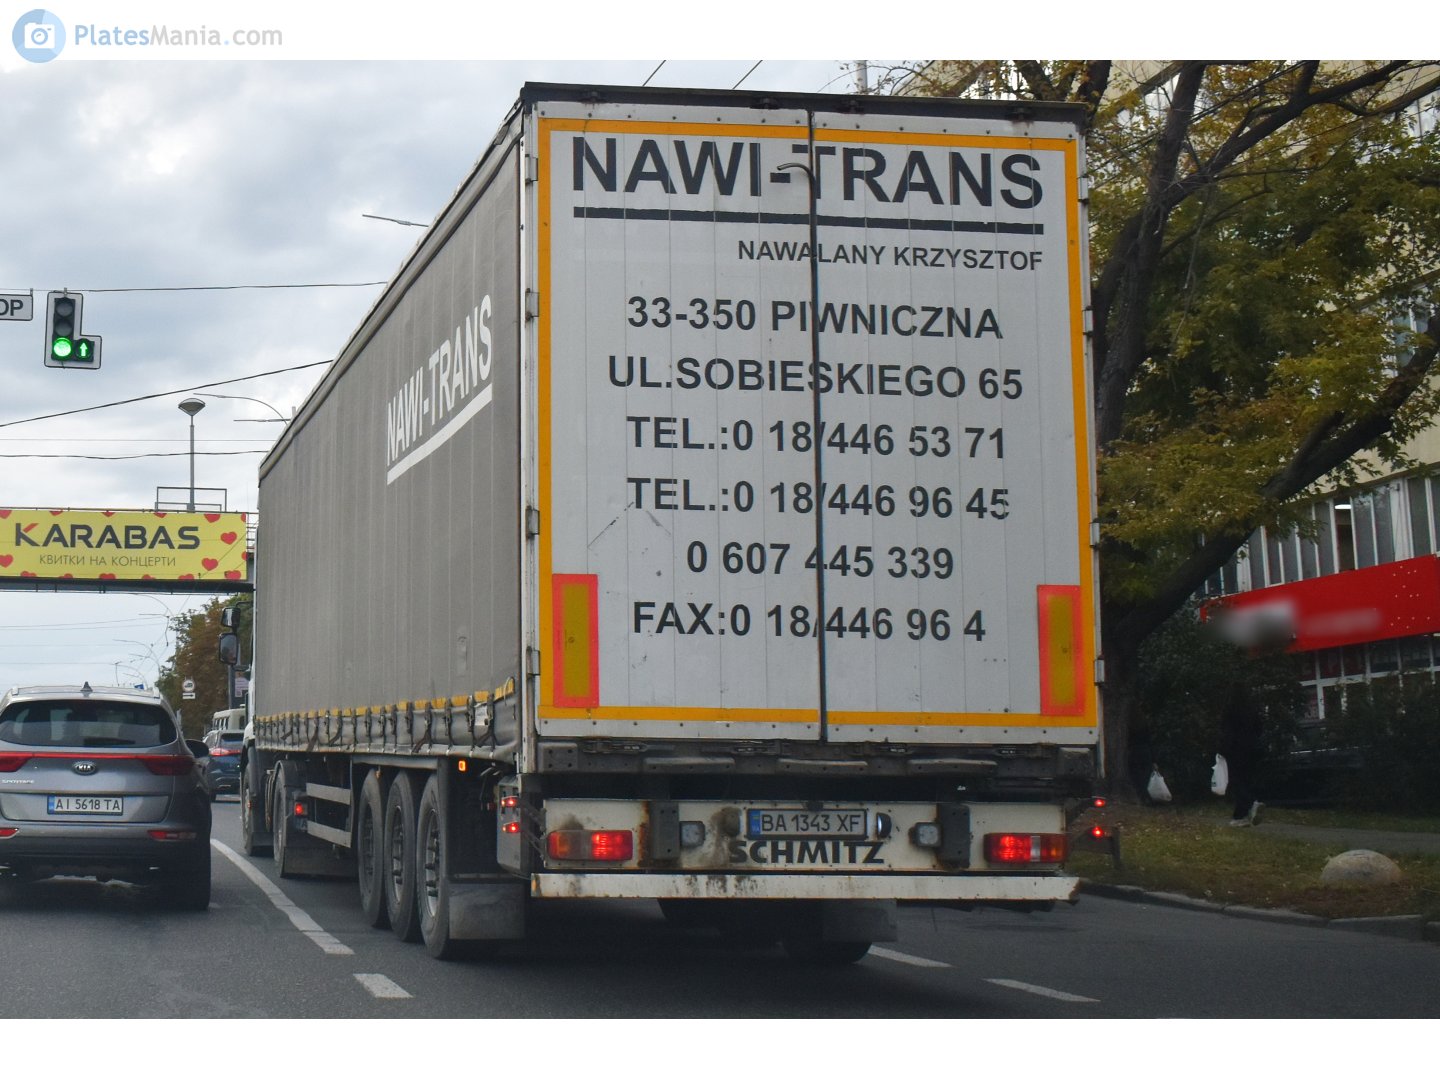 PlatesMania.com
NAWI-TRANS
NAWALANY KRZYSZTOF
33-350 PIWNICZNA
UL.SOBIESKIEGO 65
TEL.:0 18/446 53 71
TEL.:0 18/446 96 45
0 607 445 339
FAX:0 18/446 96 4
NAWI-TRANS
KARABAS
КВИТКИ НА КОНЦЕРТИ
KIA
AI 5618 TA
BA 1343 XF
SCHMITZ